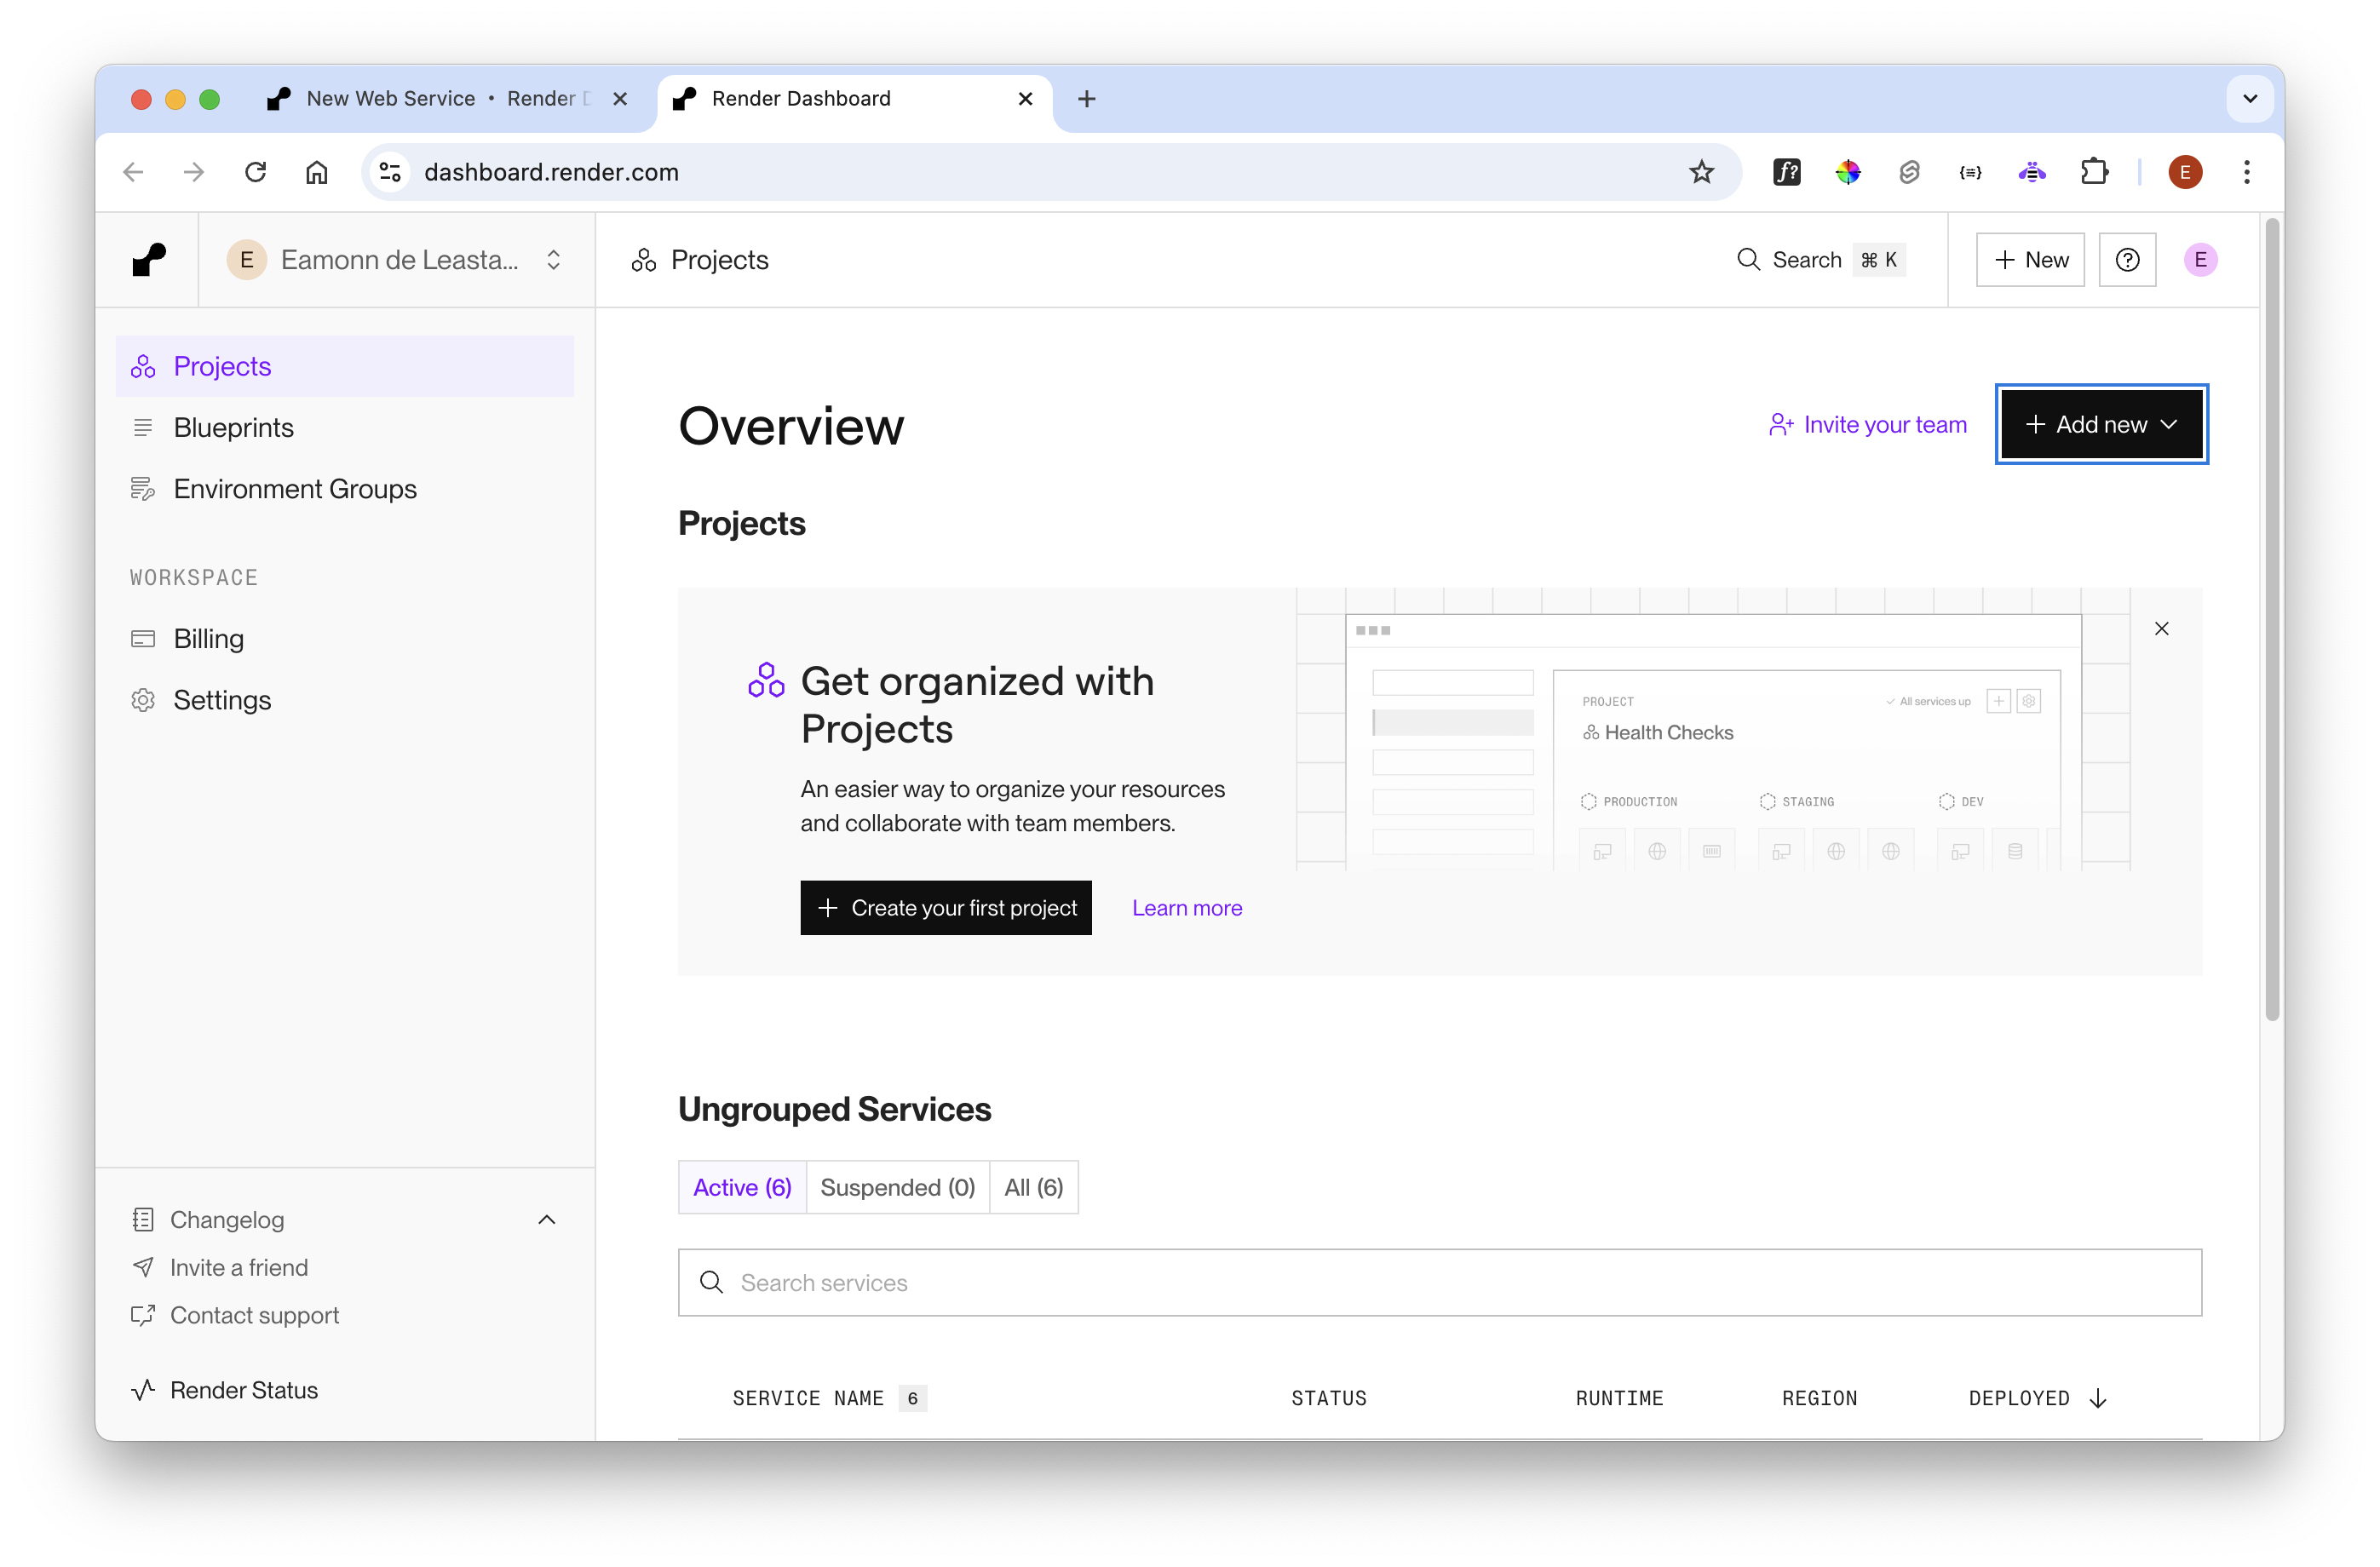 New Web Service • Render D
Render Dashboard
dashboard.render.com
f?
{≡}
E
E
Eamonn de Leasta...
Projects
Search
⌘ K
+ New
E
Projects
Blueprints
Environment Groups
WORKSPACE
Billing
Settings
Changelog
Invite a friend
Contact support
Render Status
Overview
Invite your team
+ Add new
Projects
Get organized with
Projects
An easier way to organize your resources
and collaborate with team members.
+ Create your first project
Learn more
PROJECT
All services up
Health Checks
PRODUCTION
STAGING
DEV
Ungrouped Services
Active (6)
Suspended (0)
All (6)
Search services
SERVICE NAME 6
STATUS
RUNTIME
REGION
DEPLOYED ↓